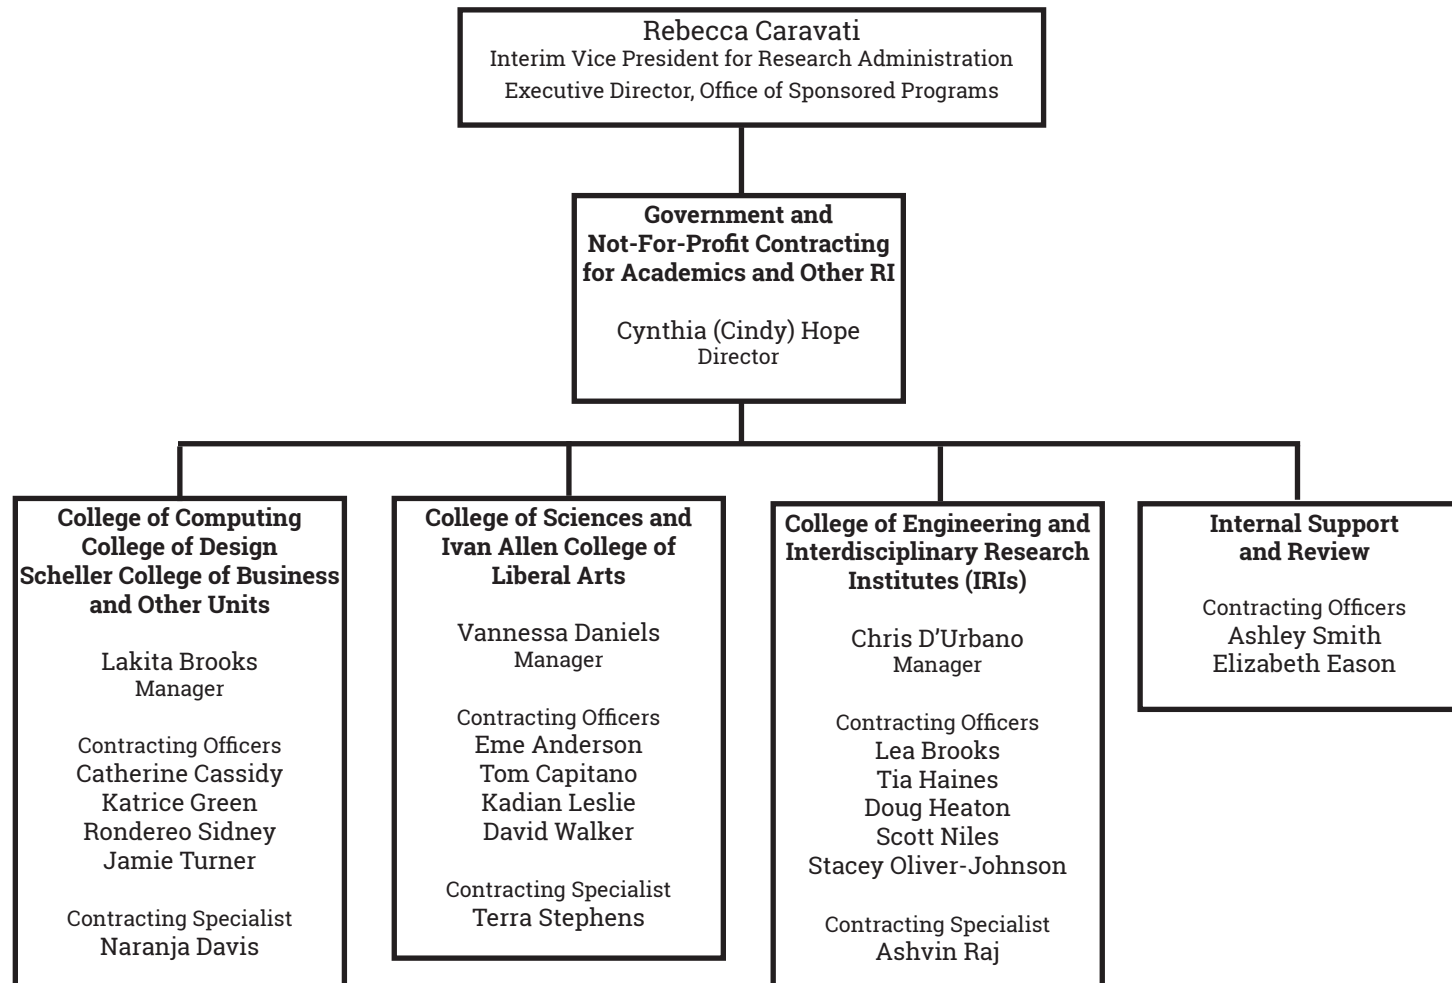 Rebecca Caravati
Interim Vice President for Research Administration
Executive Director, Office of Sponsored Programs
Government and
Not-For-Profit Contracting
for Academics and Other RI
Cynthia (Cindy) Hope
Director
College of Computing
College of Design
Scheller College of Business
and Other Units
Lakita Brooks
Manager
Contracting Officers
Catherine Cassidy
Katrice Green
Rondereo Sidney
Jamie Turner
Contracting Specialist
Naranja Davis
College of Sciences and
Ivan Allen College of
Liberal Arts
Vannessa Daniels
Manager
Contracting Officers
Eme Anderson
Tom Capitano
Kadian Leslie
David Walker
Contracting Specialist
Terra Stephens
College of Engineering and
Interdisciplinary Research
Institutes (IRIs)
Chris D’Urbano
Manager
Contracting Officers
Lea Brooks
Tia Haines
Doug Heaton
Scott Niles
Stacey Oliver-Johnson
Contracting Specialist
Ashvin Raj
Internal Support
and Review
Contracting Officers
Ashley Smith
Elizabeth Eason